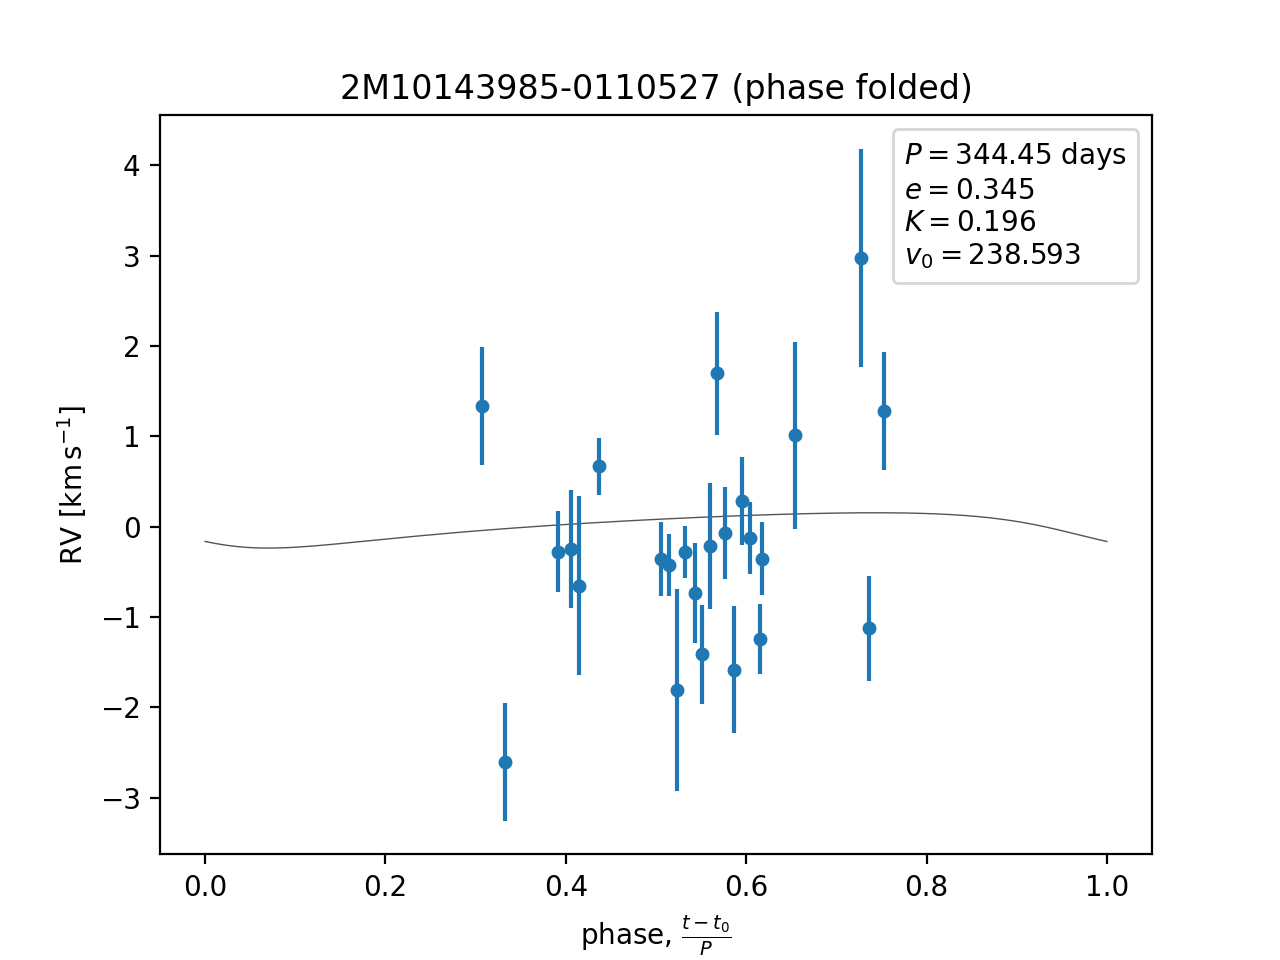 2M10143985-0110527 (phase folded)
P = 344.45 days
e = 0.345
K = 0.196
v₀ = 238.593
RV [km s⁻¹]
4
3
2
1
0
−1
−2
−3
0.0 0.2 0.4 0.6 0.8 1.0
phase, (t − t₀)/P